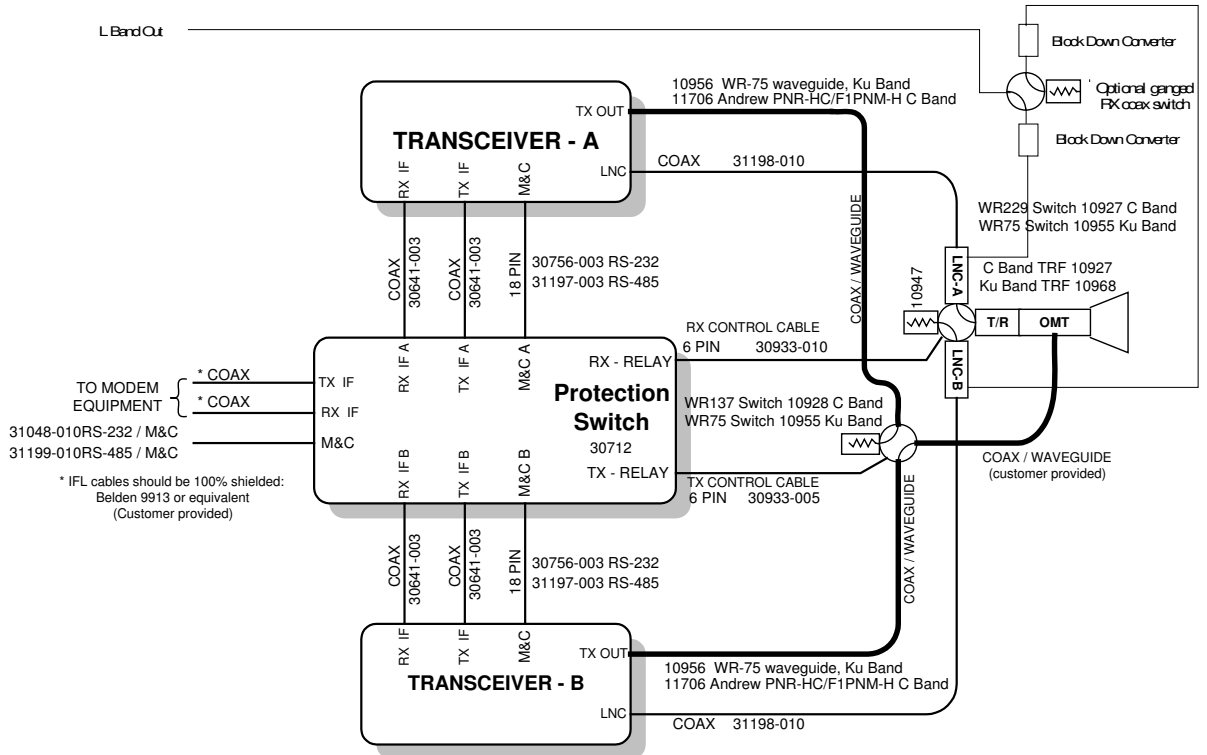 L Band Out
Block Down Converter
' Optional ganged
RX coax switch
Block Down Converter
10956 WR-75 waveguide, Ku Band
11706 Andrew PNR-HC/F1PNM-H C Band
TX OUT
TRANSCEIVER - A
LNC
RX IF
TX IF
M&C
COAX 31198-010
COAX / WAVEGUIDE
WR229 Switch 10927 C Band
WR75 Switch 10955 Ku Band
COAX
30641-003
COAX
30641-003
18 PIN
30756-003 RS-232
31197-003 RS-485
LNC-A
C Band TRF 10927
Ku Band TRF 10968
10947
T/R
OMT
LNC-B
RX CONTROL CABLE
6 PIN 30933-010
RX IF A
TX IF A
M&C A
RX - RELAY
* COAX
TX IF
TO MODEM
EQUIPMENT
* COAX
RX IF
31048-010RS-232 / M&C
31199-010RS-485 / M&C
M&C
Protection
Switch
30712
WR137 Switch 10928 C Band
WR75 Switch 10955 Ku Band
COAX / WAVEGUIDE
(customer provided)
* IFL cables should be 100% shielded:
Belden 9913 or equivalent
(Customer provided)
RX IF B
TX IF B
M&C B
TX - RELAY
TX CONTROL CABLE
6 PIN 30933-005
COAX
30641-003
COAX
30641-003
18 PIN
30756-003 RS-232
31197-003 RS-485
COAX / WAVEGUIDE
RX IF
TX IF
M&C
TX OUT
10956 WR-75 waveguide, Ku Band
11706 Andrew PNR-HC/F1PNM-H C Band
TRANSCEIVER - B
LNC
COAX 31198-010